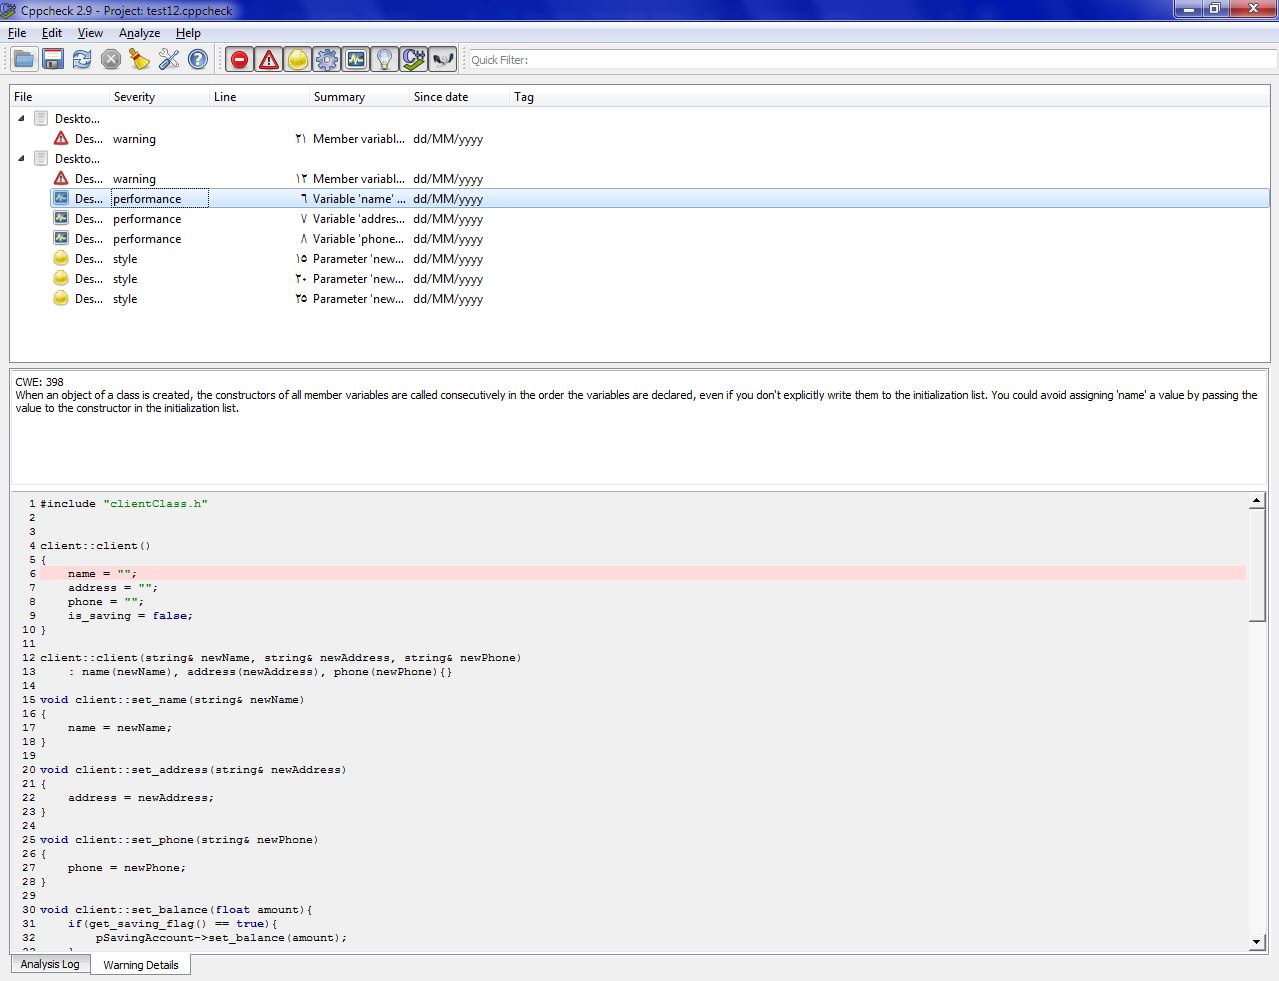 Cppcheck 2.9 - Project: test12.cppcheck
File Edit View Analyze Help
Quick Filter:
File Severity Line Summary Since date Tag
Deskto...
Des... warning ٢١ Member variabl... dd/MM/yyyy
Deskto...
Des... warning ١٢ Member variabl... dd/MM/yyyy
Des... performance ٦ Variable 'name' ... dd/MM/yyyy
Des... performance ٧ Variable 'addres... dd/MM/yyyy
Des... performance ٨ Variable 'phone... dd/MM/yyyy
Des... style ١٥ Parameter 'new... dd/MM/yyyy
Des... style ٢٠ Parameter 'new... dd/MM/yyyy
Des... style ٢٥ Parameter 'new... dd/MM/yyyy
CWE: 398
When an object of a class is created, the constructors of all member variables are called consecutively in the order the variables are declared, even if you don't explicitly write them to the initialization list. You could avoid assigning 'name' a value by passing the
value to the constructor in the initialization list.
1 #include "clientClass.h"
2
3
4 client::client()
5 {
6     name = "";
7     address = "";
8     phone = "";
9     is_saving = false;
10 }
11
12 client::client(string& newName, string& newAddress, string& newPhone)
13     : name(newName), address(newAddress), phone(newPhone){}
14
15 void client::set_name(string& newName)
16 {
17     name = newName;
18 }
19
20 void client::set_address(string& newAddress)
21 {
22     address = newAddress;
23 }
24
25 void client::set_phone(string& newPhone)
26 {
27     phone = newPhone;
28 }
29
30 void client::set_balance(float amount){
31     if(get_saving_flag() == true){
32         pSavingAccount->set_balance(amount);
Analysis Log Warning Details